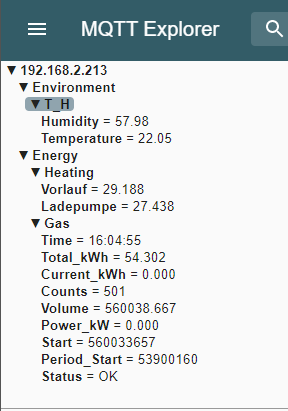 MQTT Explorer
▼ 192.168.2.213
▼ Environment
▼ T_H
Humidity = 57.98
Temperature = 22.05
▼ Energy
▼ Heating
Vorlauf = 29.188
Ladepumpe = 27.438
▼ Gas
Time = 16:04:55
Total_kWh = 54.302
Current_kWh = 0.000
Counts = 501
Volume = 560038.667
Power_kW = 0.000
Start = 560033657
Period_Start = 53900160
Status = OK